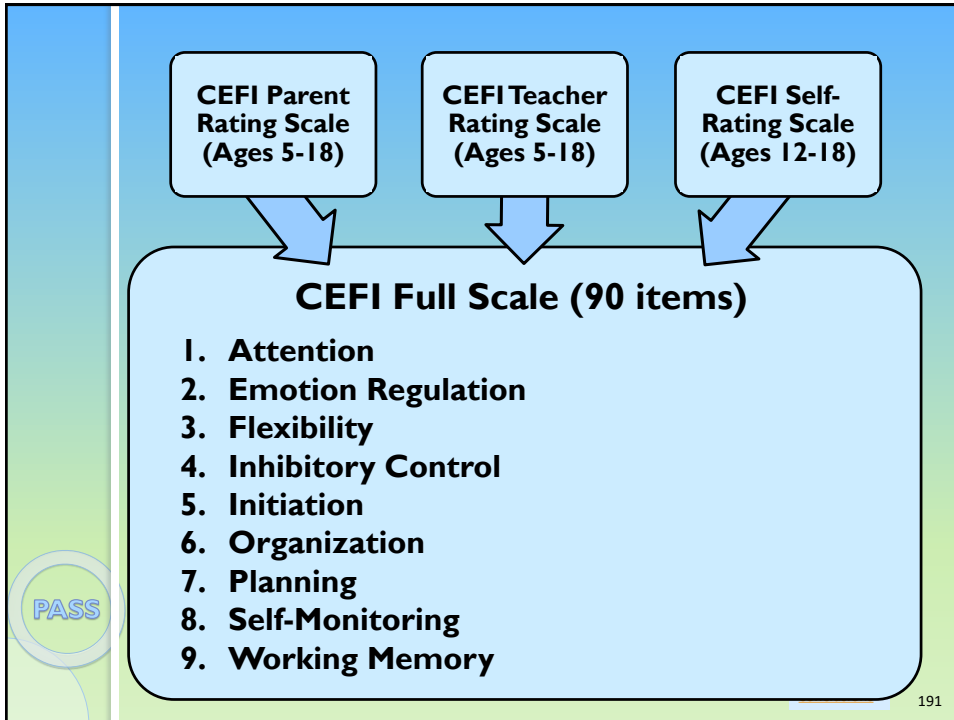 CEFI Parent
Rating Scale
(Ages 5-18)
CEFI Teacher
Rating Scale
(Ages 5-18)
CEFI Self-
Rating Scale
(Ages 12-18)
CEFI Full Scale (90 items)
1. Attention
2. Emotion Regulation
3. Flexibility
4. Inhibitory Control
5. Initiation
6. Organization
7. Planning
8. Self-Monitoring
9. Working Memory
PASS
191